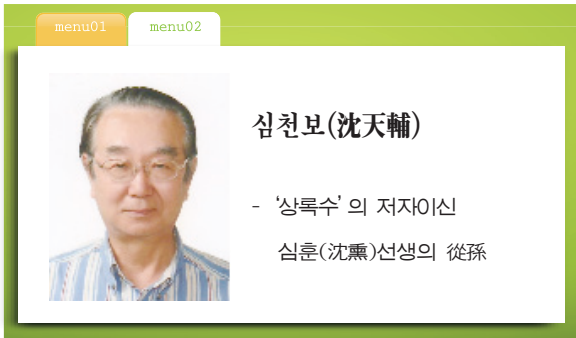 menu01
menu02
심천보(沈天輔)
- ‘상록수’의 저자이신
심훈(沈熏)선생의 從孫